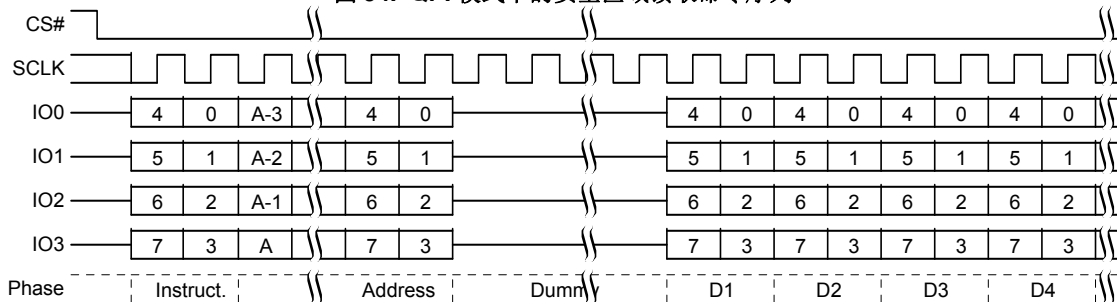 CS#
SCLK
IO0 4 0 A-3 4 0 4 0 4 0 4 0 4 0
IO1 5 1 A-2 5 1 5 1 5 1 5 1 5 1
IO2 6 2 A-1 6 2 6 2 6 2 6 2 6 2
IO3 7 3 A 7 3 7 3 7 3 7 3 7 3
Phase Instruct. Address Dummy D1 D2 D3 D4